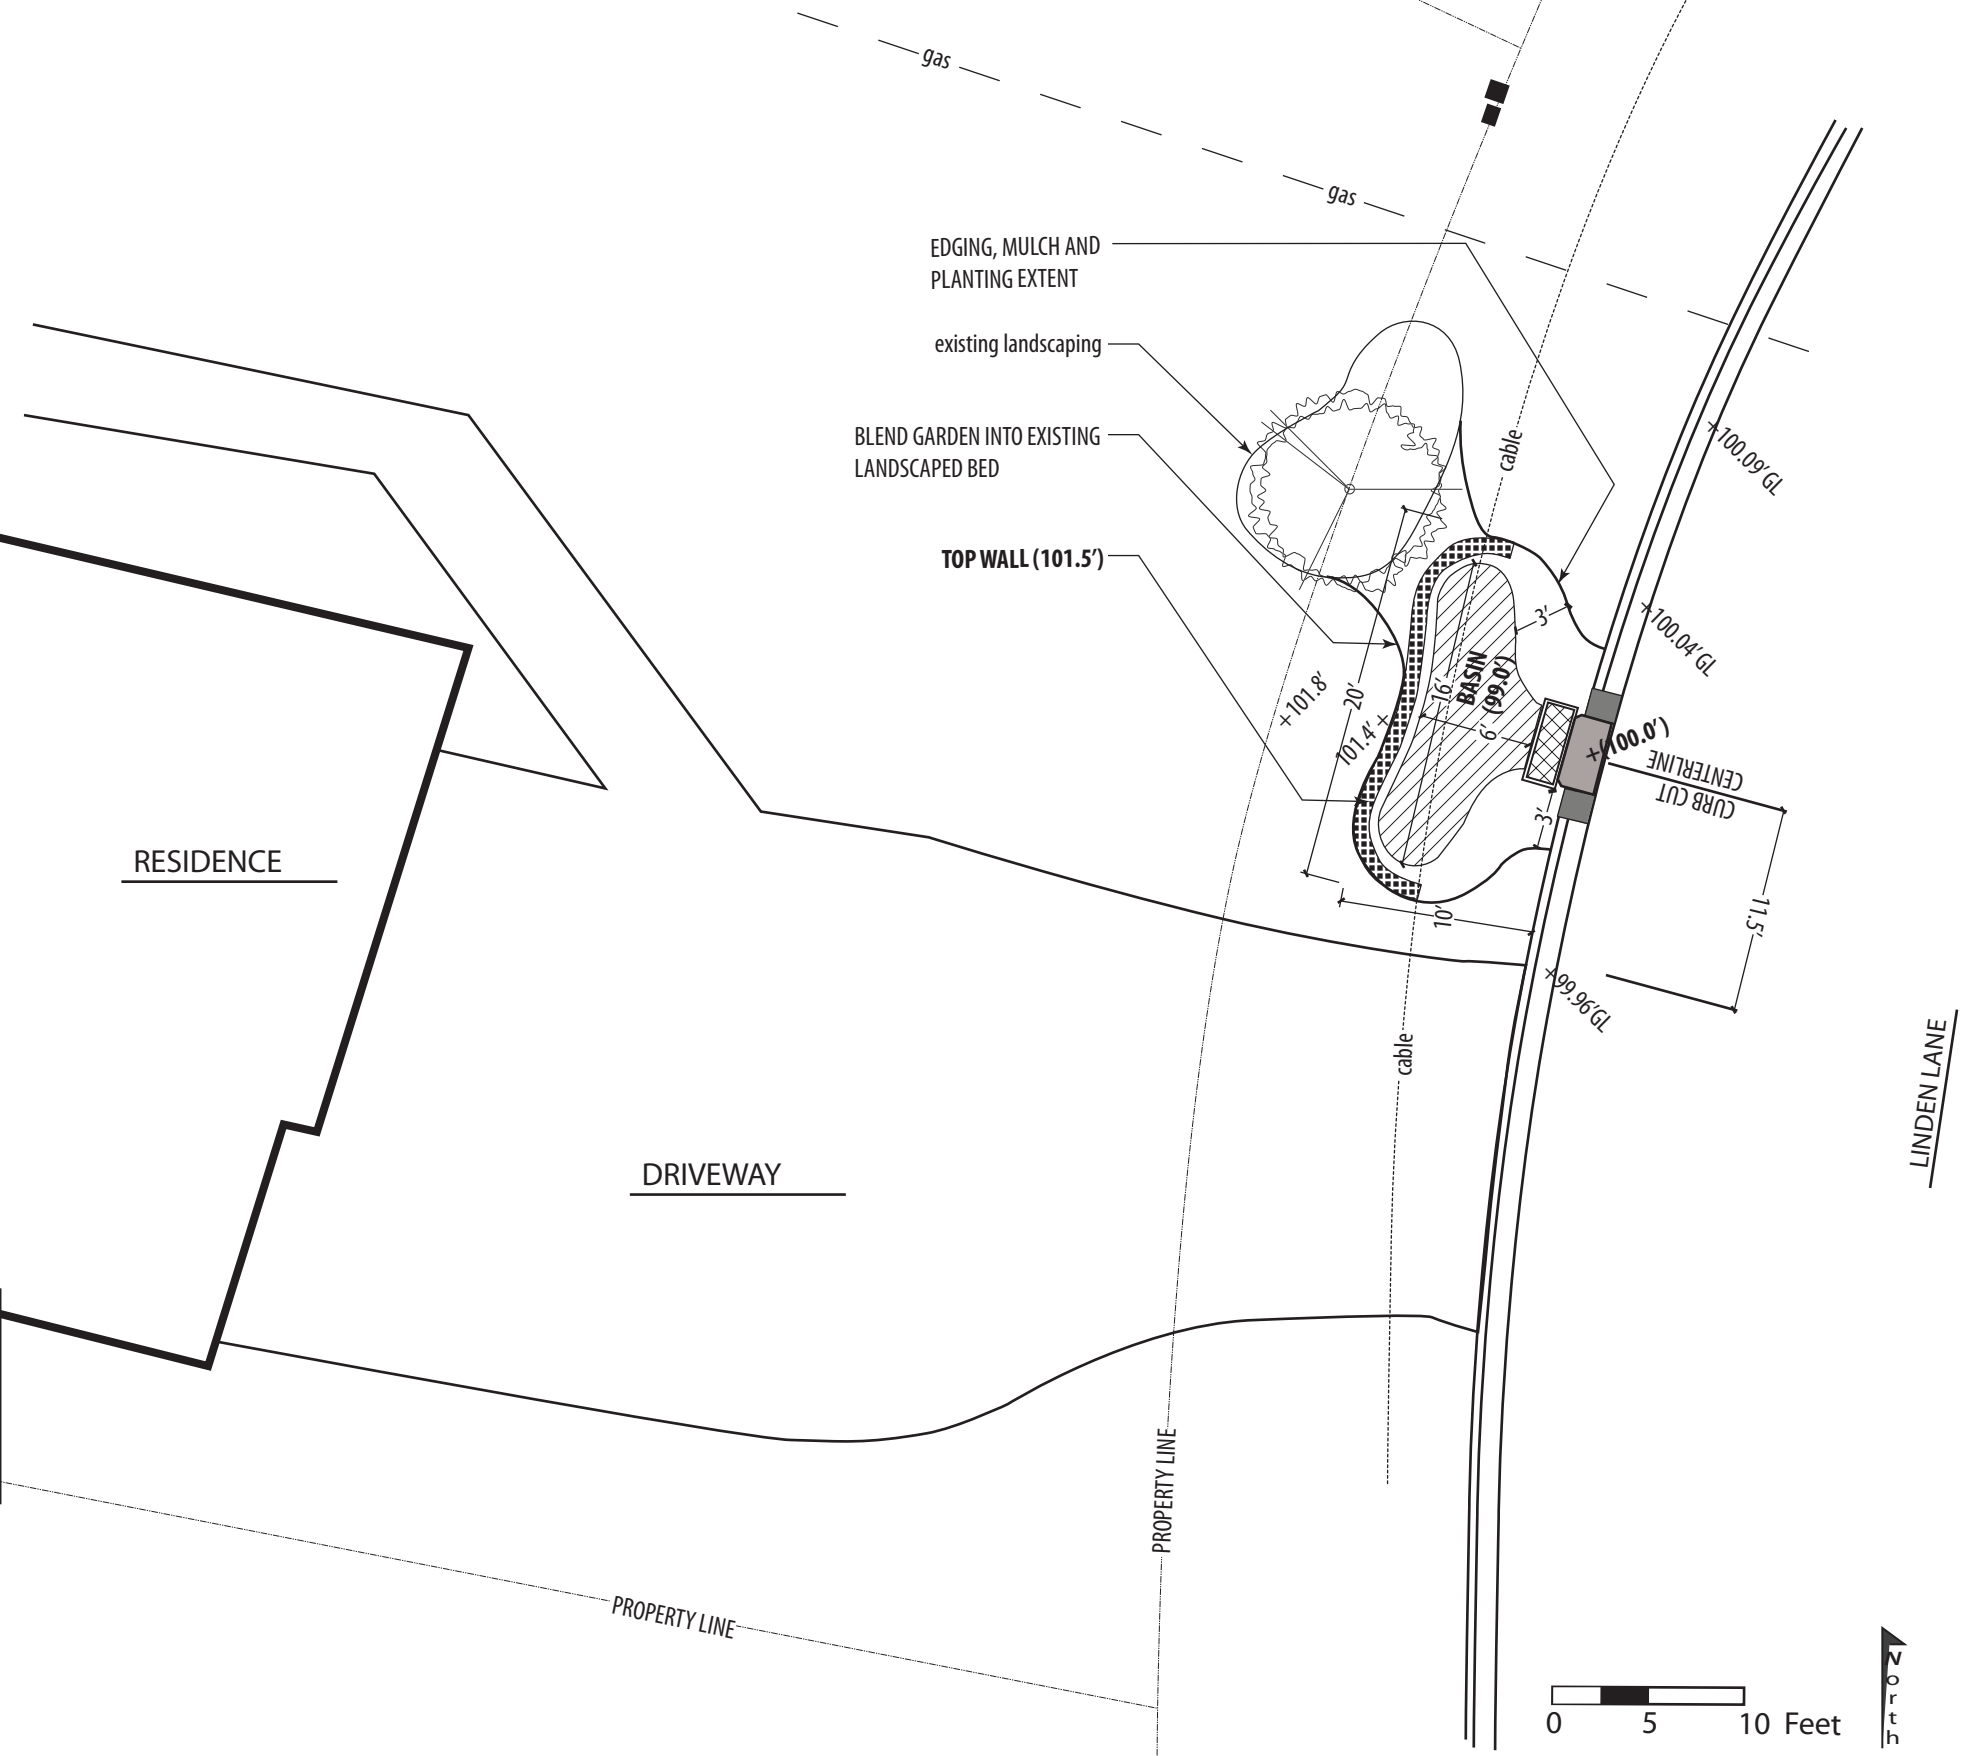 gas
gas
EDGING, MULCH AND
PLANTING EXTENT
existing landscaping
BLEND GARDEN INTO EXISTING
LANDSCAPED BED
TOP WALL (101.5')
cable
+100.09' GL
+100.04' GL
3'
BASIN
(99.0')
16'
20'
6'
+101.8'
101.4' +
+(100.0')
CENTERLINE
CURB CUT
3'
10'
11.5'
+99.96'GL
cable
RESIDENCE
DRIVEWAY
LINDEN LANE
PROPERTY LINE
PROPERTY LINE
0 5 10 Feet
North